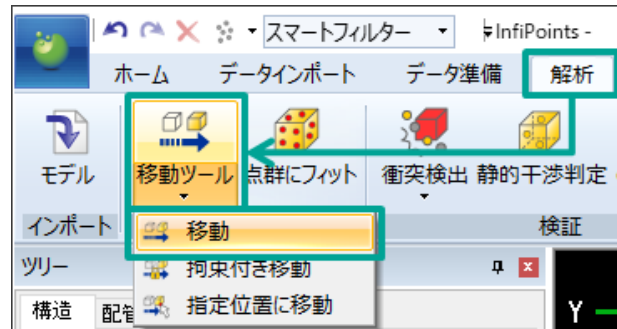 スマートフィルター InfiPoints -
ホーム データインポート データ準備 解析
モデル 移動ツール 点群にフィット 衝突検出 静的干渉判定
インポート 移動 検証
ツリー 拘束付き移動
構造 配管 指定位置に移動 Y